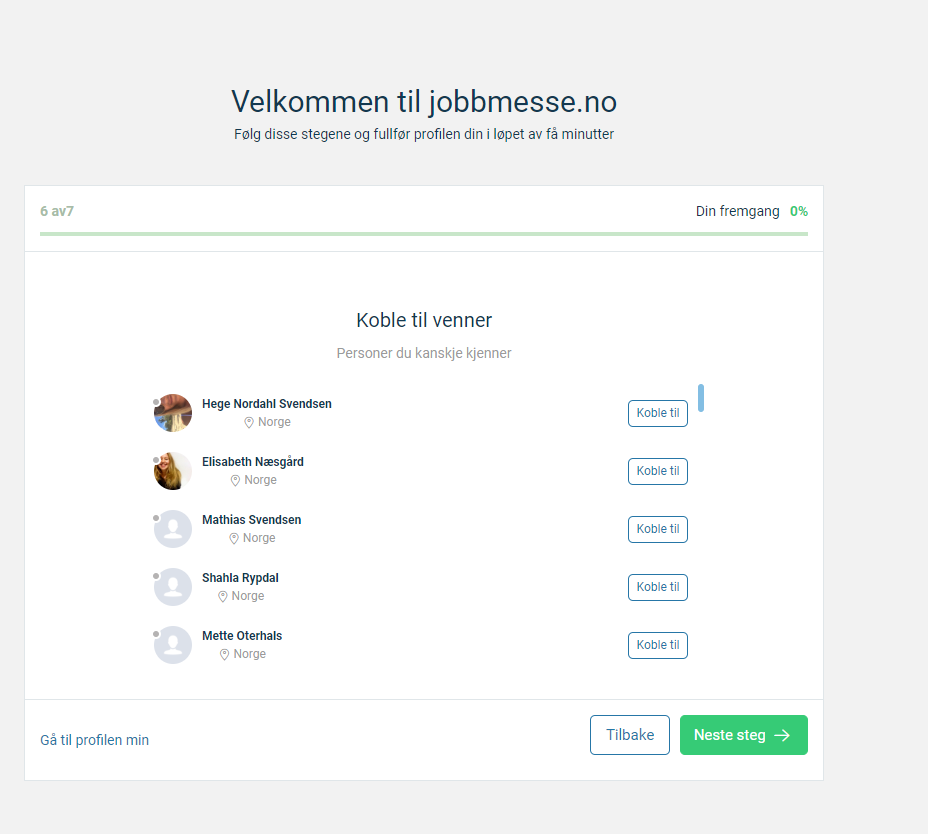 Velkommen til jobbmesse.no
Følg disse stegene og fullfør profilen din i løpet av få minutter
6 av7
Din fremgang 0%
Koble til venner
Personer du kanskje kjenner
Hege Nordahl Svendsen
Norge
Koble til
Elisabeth Næsgård
Norge
Koble til
Mathias Svendsen
Norge
Koble til
Shahla Rypdal
Norge
Koble til
Mette Oterhals
Norge
Koble til
Gå til profilen min
Tilbake
Neste steg